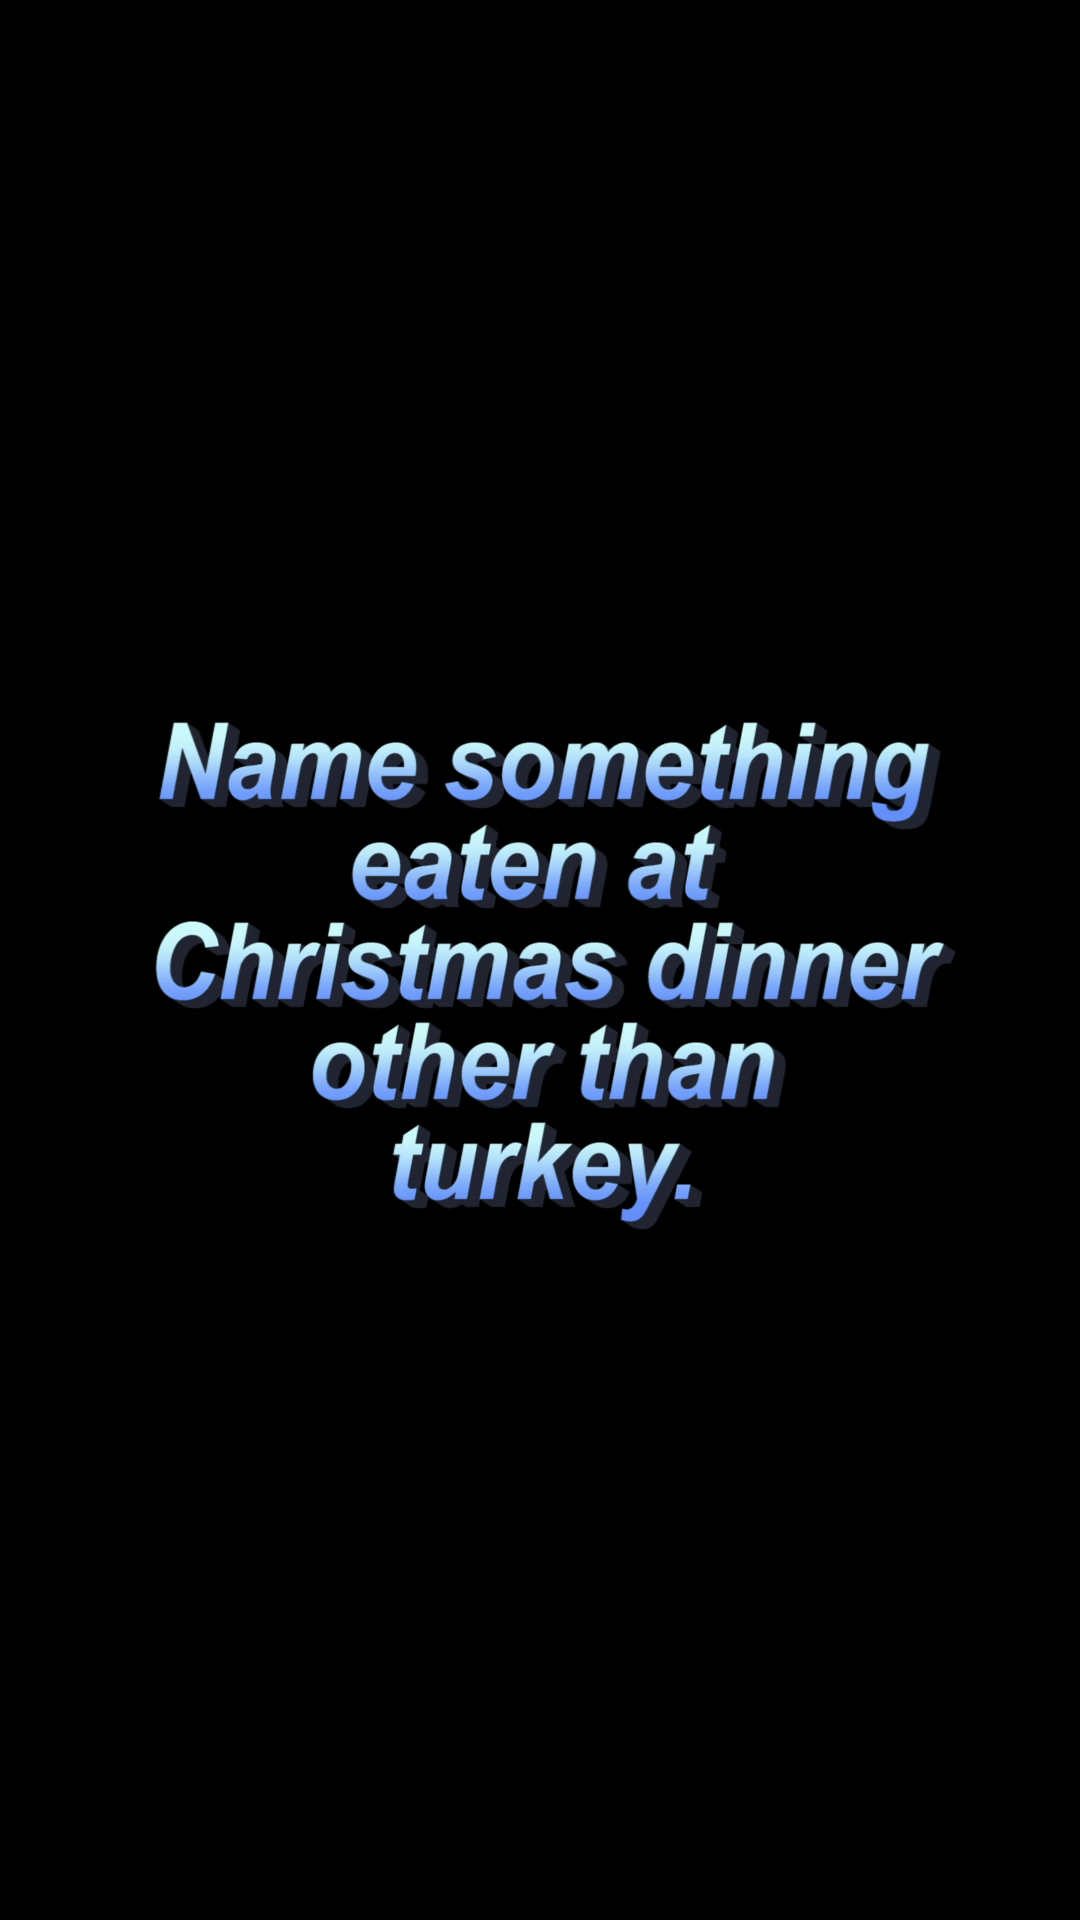 Name something
eaten at
Christmas dinner
other than
turkey.